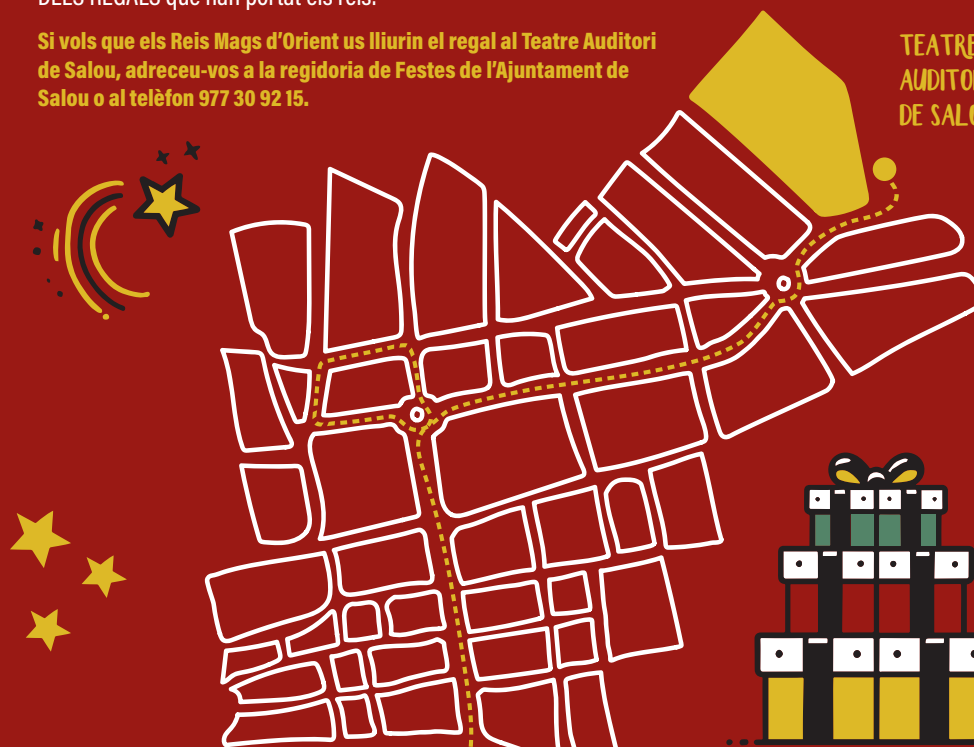 DELS REGALS que han portat els reis.
Si vols que els Reis Mags d'Orient us lliurin el regal al Teatre Auditori
de Salou, adreceu-vos a la regidoria de Festes de l'Ajuntament de
Salou o al telèfon 977 30 92 15.
TEATRE
AUDITO
DE SALO